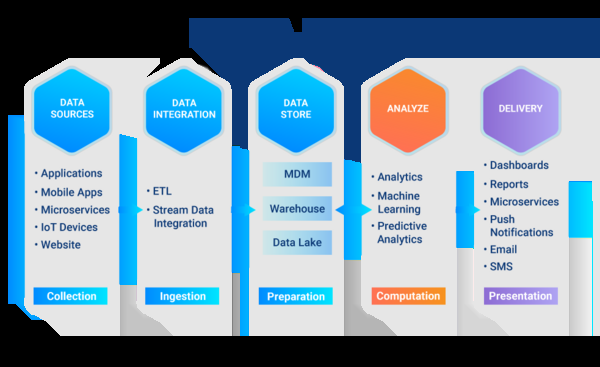 DATA
SOURCES
• Applications
• Mobile Apps
• Microservices
• IoT Devices
• Website
Collection
DATA
INTEGRATION
• ETL
• Stream Data
Integration
Ingestion
DATA
STORE
MDM
Warehouse
Data Lake
Preparation
ANALYZE
• Analytics
• Machine
Learning
• Predictive
Analytics
Computation
DELIVERY
• Dashboards
• Reports
• Microservices
• Push
Notifications
• Email
• SMS
Presentation